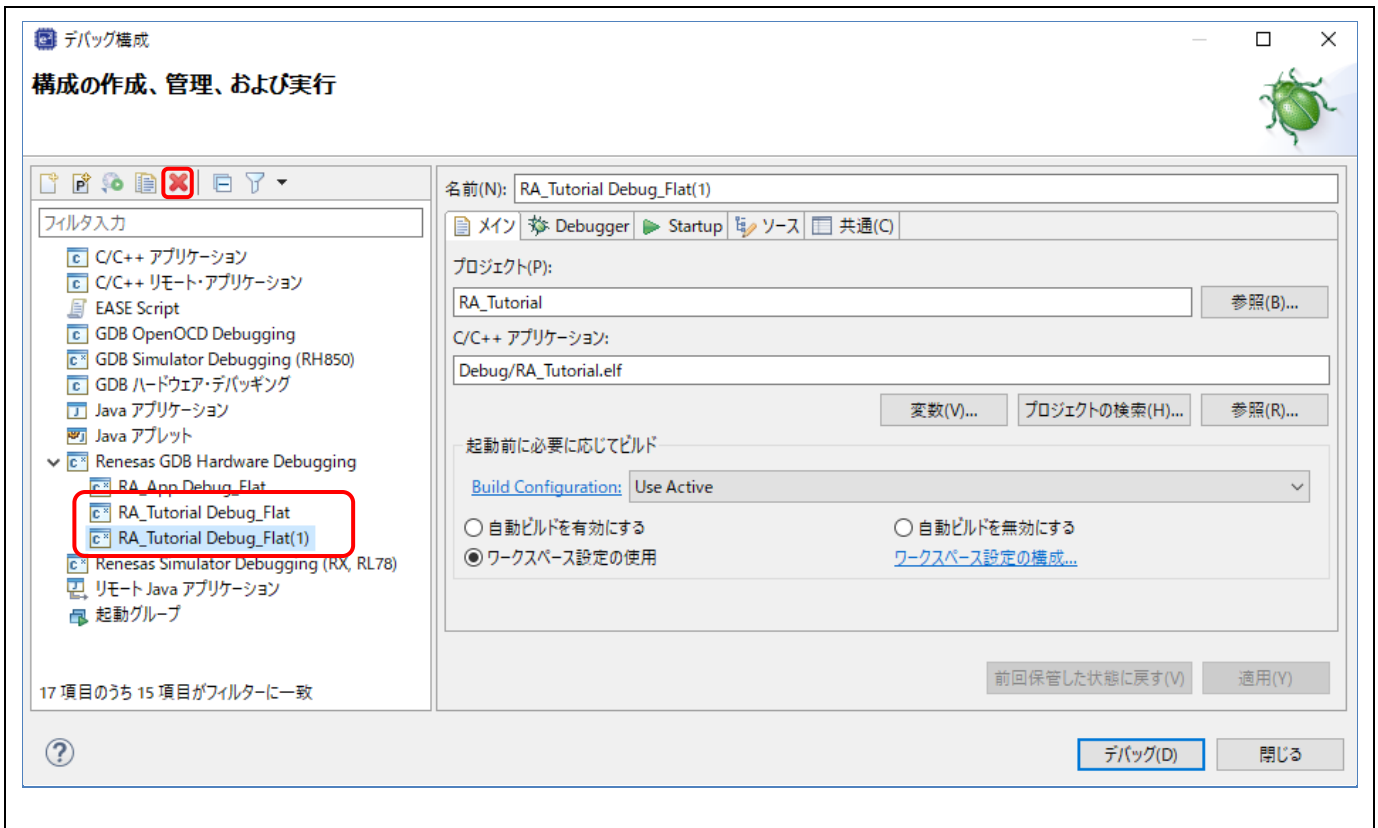 デバッグ構成
構成の作成、管理、および実行
フィルタ入力
C/C++ アプリケーション
C/C++ リモート・アプリケーション
EASE Script
GDB OpenOCD Debugging
GDB Simulator Debugging (RH850)
GDB ハードウェア・デバッギング
Java アプリケーション
Java アプレット
Renesas GDB Hardware Debugging
RA_App Debug_Flat
RA_Tutorial Debug_Flat
RA_Tutorial Debug_Flat(1)
Renesas Simulator Debugging (RX, RL78)
リモート Java アプリケーション
起動グループ
17 項目のうち 15 項目がフィルターに一致
名前(N): RA_Tutorial Debug_Flat(1)
メイン Debugger Startup ソース 共通(C)
プロジェクト(P):
RA_Tutorial 参照(B)...
C/C++ アプリケーション:
Debug/RA_Tutorial.elf
変数(V)... プロジェクトの検索(H)... 参照(R)...
起動前に必要に応じてビルド
Build Configuration: Use Active
自動ビルドを有効にする 自動ビルドを無効にする
ワークスペース設定の使用 ワークスペース設定の構成...
前回保管した状態に戻す(V) 適用(Y)
デバッグ(D) 閉じる